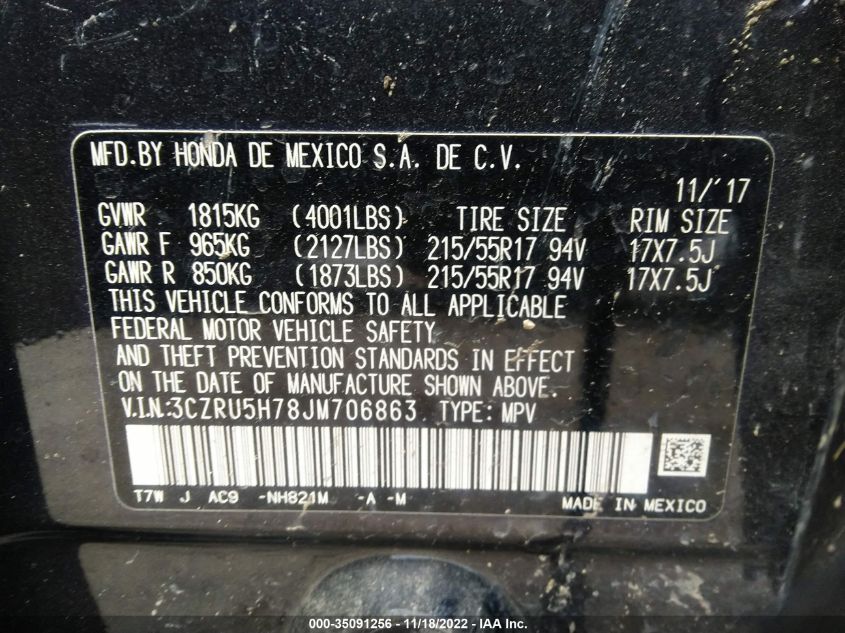 MFD.BY HONDA DE MEXICO S.A. DE C.V.
11/'17
GVWR 1815KG (4001LBS) TIRE SIZE RIM SIZE
GAWR F 965KG (2127LBS) 215/55R17 94V 17X7.5J
GAWR R 850KG (1873LBS) 215/55R17 94V 17X7.5J
THIS VEHICLE CONFORMS TO ALL APPLICABLE
FEDERAL MOTOR VEHICLE SAFETY
AND THEFT PREVENTION STANDARDS IN EFFECT
ON THE DATE OF MANUFACTURE SHOWN ABOVE.
V.I.N:3CZRU5H78JM706863 TYPE: MPV
T7W J AC9 -NH821M -A -M MADE IN MEXICO
000-35091256 - 11/18/2022 - IAA Inc.